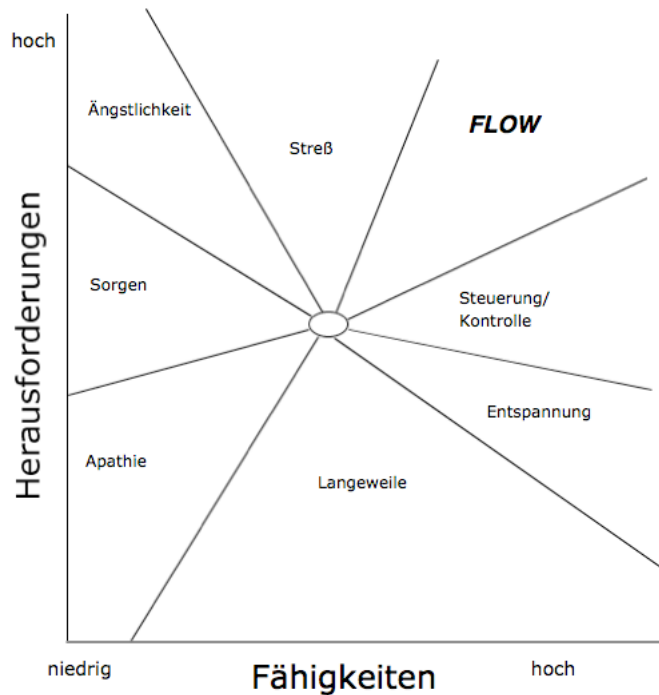 hoch
Ängstlichkeit
FLOW
Streß
Herausforderungen
Sorgen
Steuerung/
Kontrolle
Entspannung
Apathie
Langeweile
niedrig
Fähigkeiten
hoch